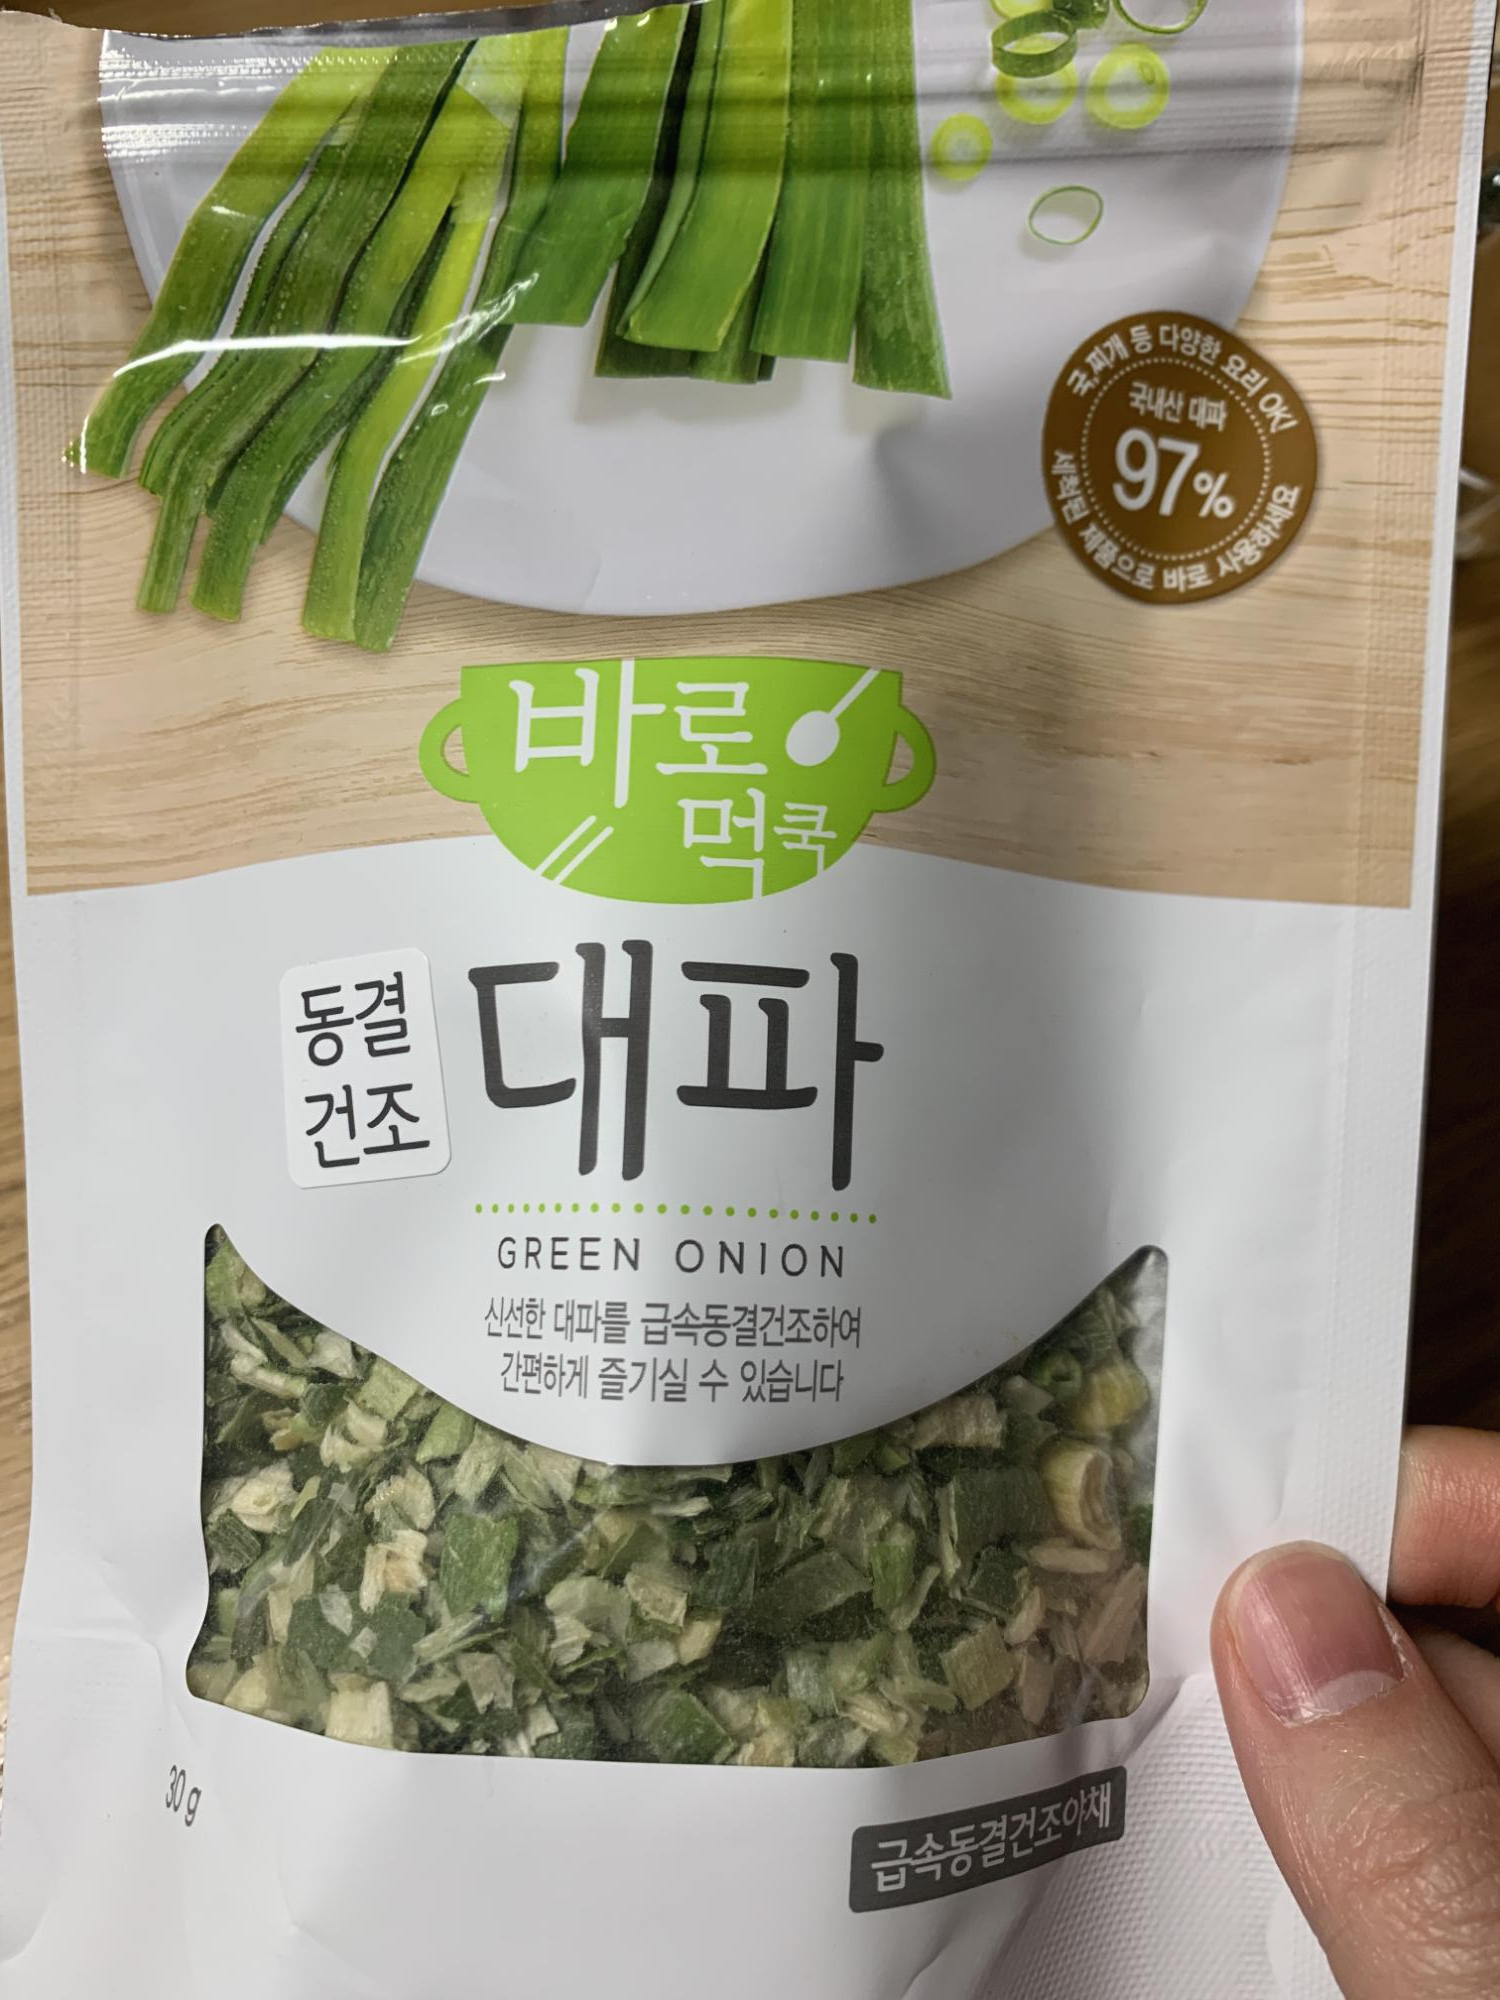 국,찌개 등 다양한 요리 OK!
국내산 대파
97%
세척된 제품으로 바로 사용하세요
바로
먹쿡
동결
건조
대파
GREEN ONION
신선한 대파를 급속동결건조하여
간편하게 즐기실 수 있습니다
30g
급속동결건조야채